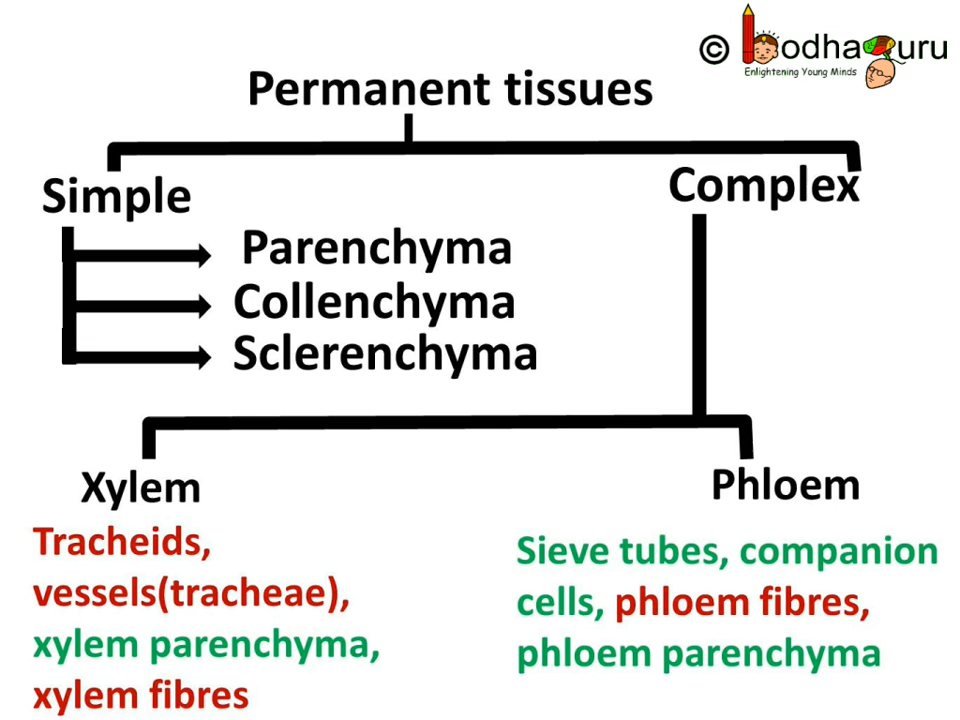 © BodhaGuru
Enlightening Young Minds
Permanent tissues
Simple
Complex
Parenchyma
Collenchyma
Sclerenchyma
Xylem
Phloem
Tracheids,
vessels(tracheae),
xylem parenchyma,
xylem fibres
Sieve tubes, companion
cells, phloem fibres,
phloem parenchyma